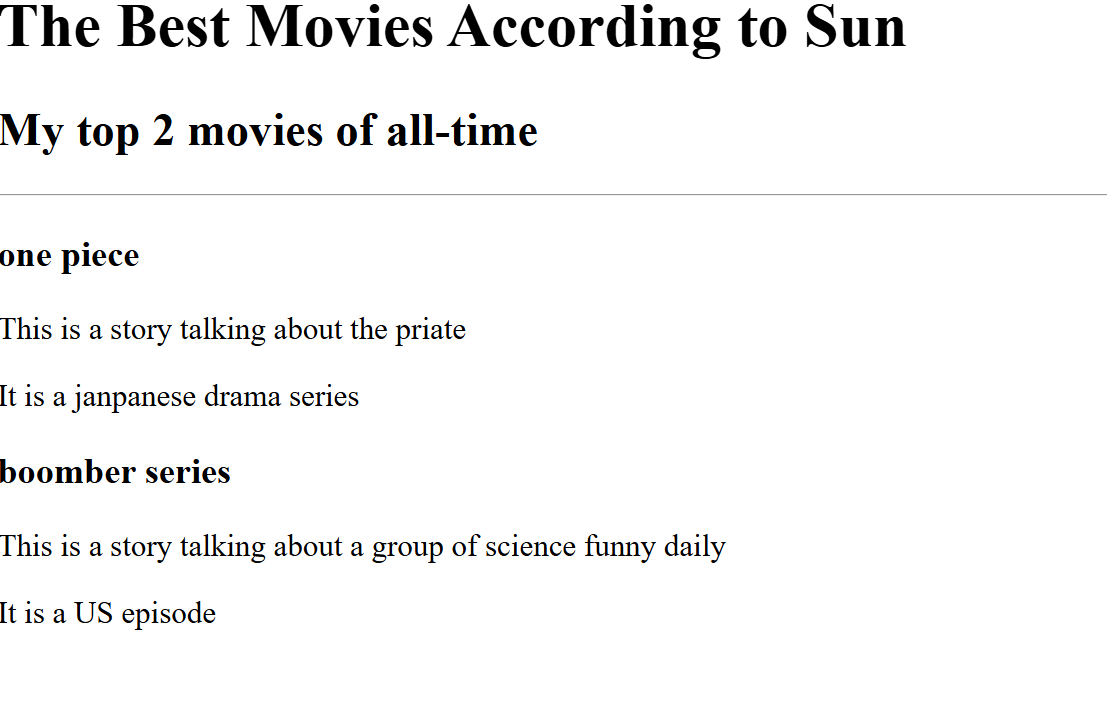 The Best Movies According to Sun
My top 2 movies of all-time
one piece
This is a story talking about the priate
It is a janpanese drama series
boomber series
This is a story talking about a group of science funny daily
It is a US episode